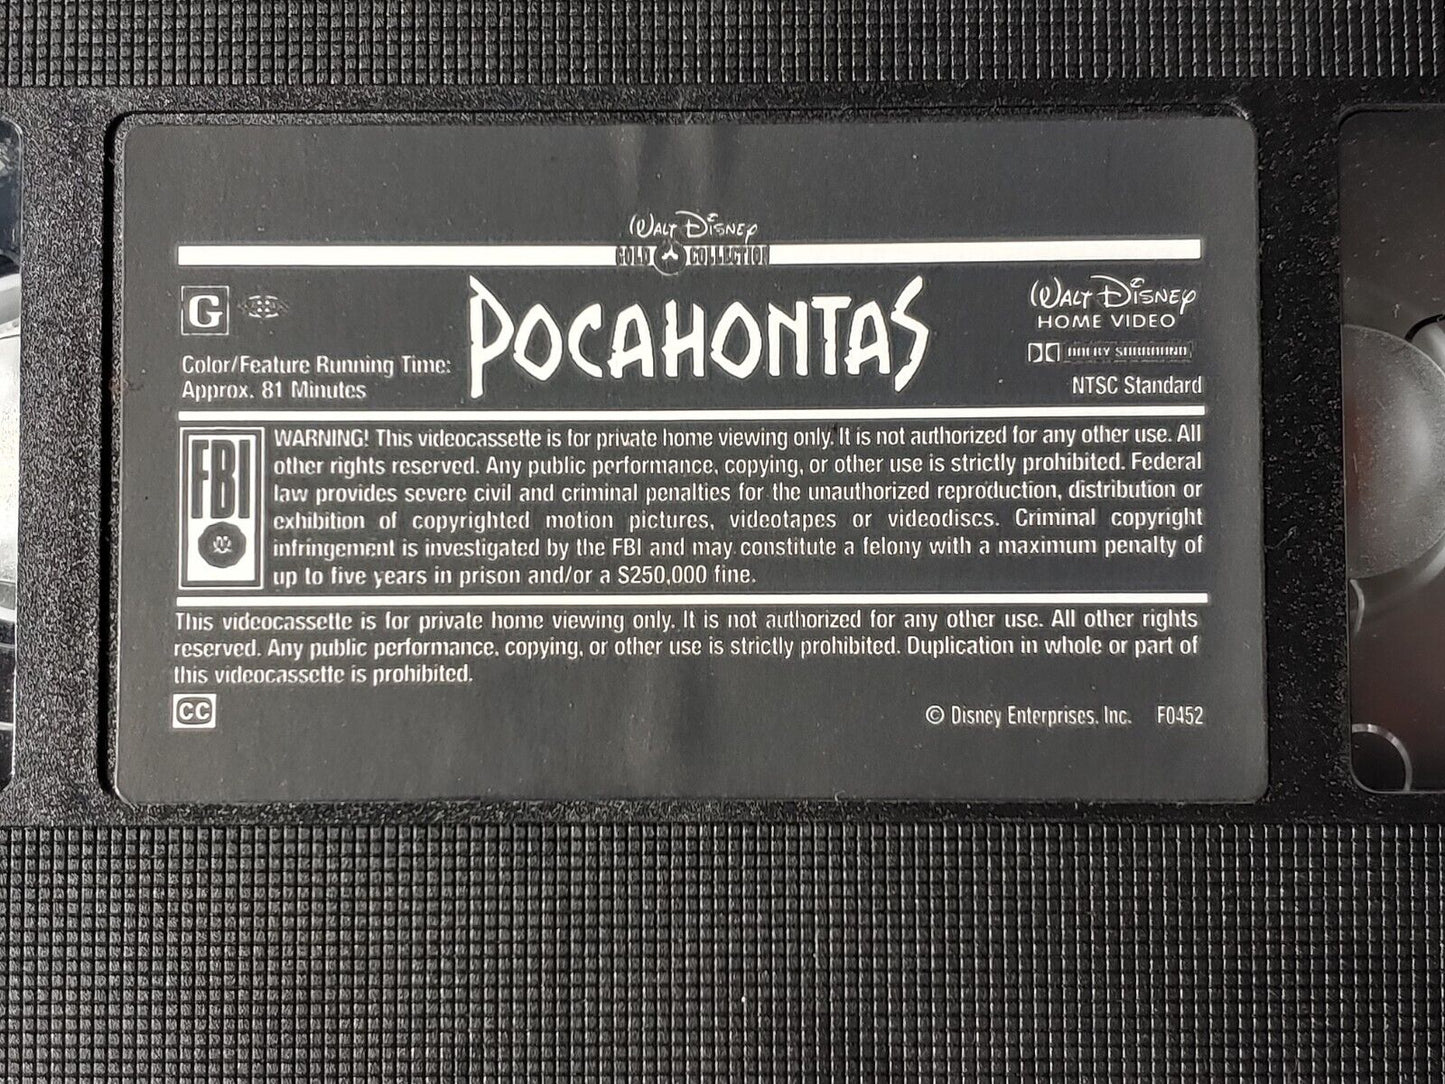 WALT DISNEY
GOLD COLLECTION
G
POCAHONTAS
WALT DISNEY
HOME VIDEO
DOLBY SURROUND
NTSC Standard
Color/Feature Running Time:
Approx. 81 Minutes
FBI
WARNING! This videocassette is for private home viewing only. It is not authorized for any other use. All
other rights reserved. Any public performance, copying, or other use is strictly prohibited. Federal
law provides severe civil and criminal penalties for the unauthorized reproduction, distribution or
exhibition of copyrighted motion pictures, videotapes or videodiscs. Criminal copyright
infringement is investigated by the FBI and may constitute a felony with a maximum penalty of
up to five years in prison and/or a $250,000 fine.
This videocassette is for private home viewing only. It is not authorized for any other use. All other rights
reserved. Any public performance, copying, or other use is strictly prohibited. Duplication in whole or part of
this videocassette is prohibited.
CC
© Disney Enterprises, Inc. F0452